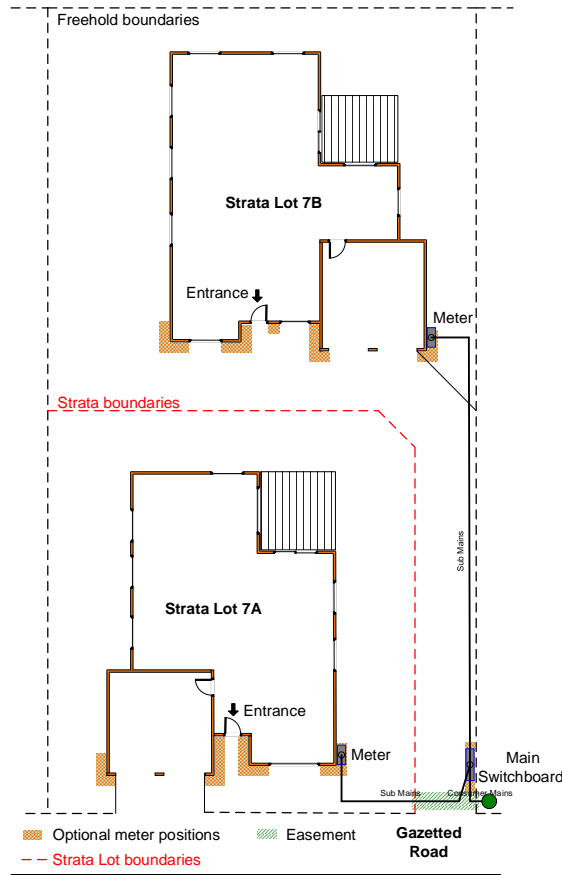 Freehold boundaries
Strata Lot 7B
Entrance
Meter
Strata boundaries
Sub Mains
Strata Lot 7A
Entrance
Meter
Main
Switchboard
Sub Mains
Consumer Mains
Optional meter positions
Easement
Gazetted
Road
Strata Lot boundaries